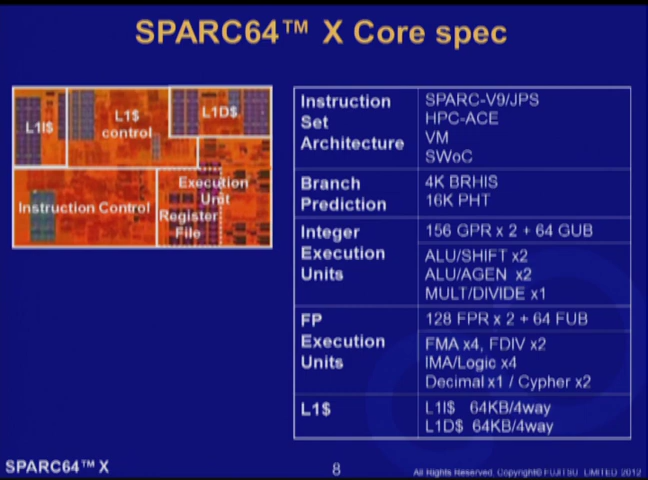 SPARC64™ X Core spec
L1I$
L1$
control
L1D$
Instruction Control
Execution
Unit
Register
File
Instruction
Set
Architecture
SPARC-V9/JPS
HPC-ACE
VM
SWoC
Branch
Prediction
4K BRHIS
16K PHT
Integer
Execution
Units
156 GPR x 2 + 64 GUB
ALU/SHIFT x2
ALU/AGEN x2
MULT/DIVIDE x1
FP
Execution
Units
128 FPR x 2 + 64 FUB
FMA x4, FDIV x2
IMA/Logic x4
Decimal x1 / Cypher x2
L1$
L1I$ 64KB/4way
L1D$ 64KB/4way
SPARC64™ X
8
All Rights Reserved. Copyright© FUJITSU LIMITED 2012